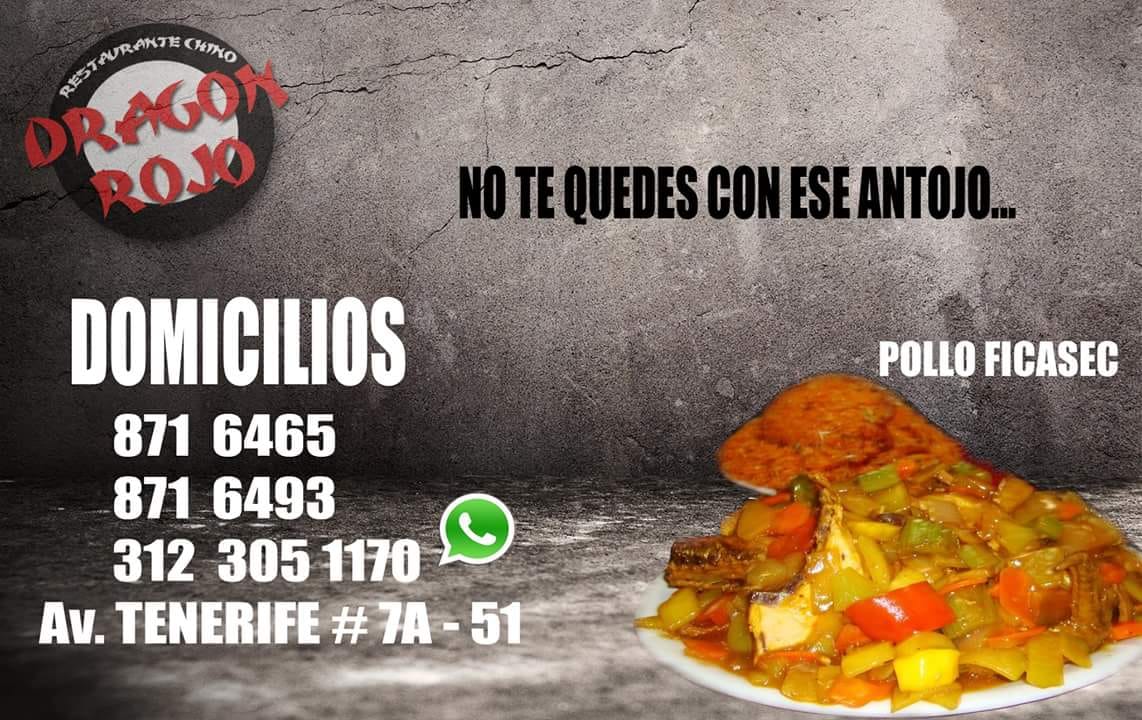 RESTAURANTE CHINO
DRAGON
ROJO
NO TE QUEDES CON ESE ANTOJO...
DOMICILIOS
871 6465
871 6493
312 305 1170
Av. TENERIFE # 7A - 51
POLLO FICASEC